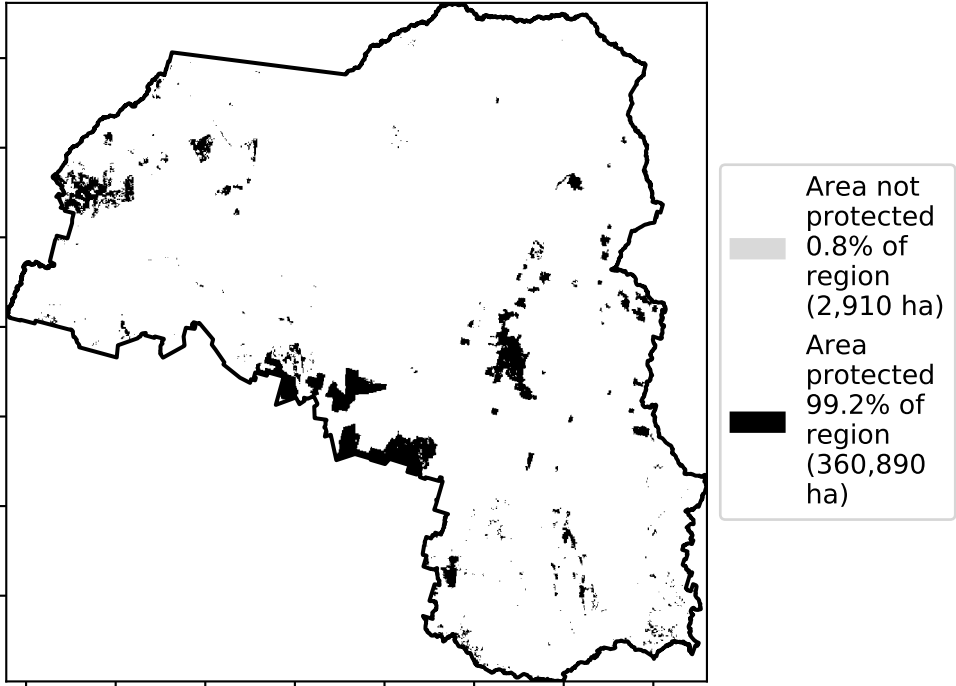 Area not
protected
0.8% of
region
(2,910 ha)
Area
protected
99.2% of
region
(360,890
ha)